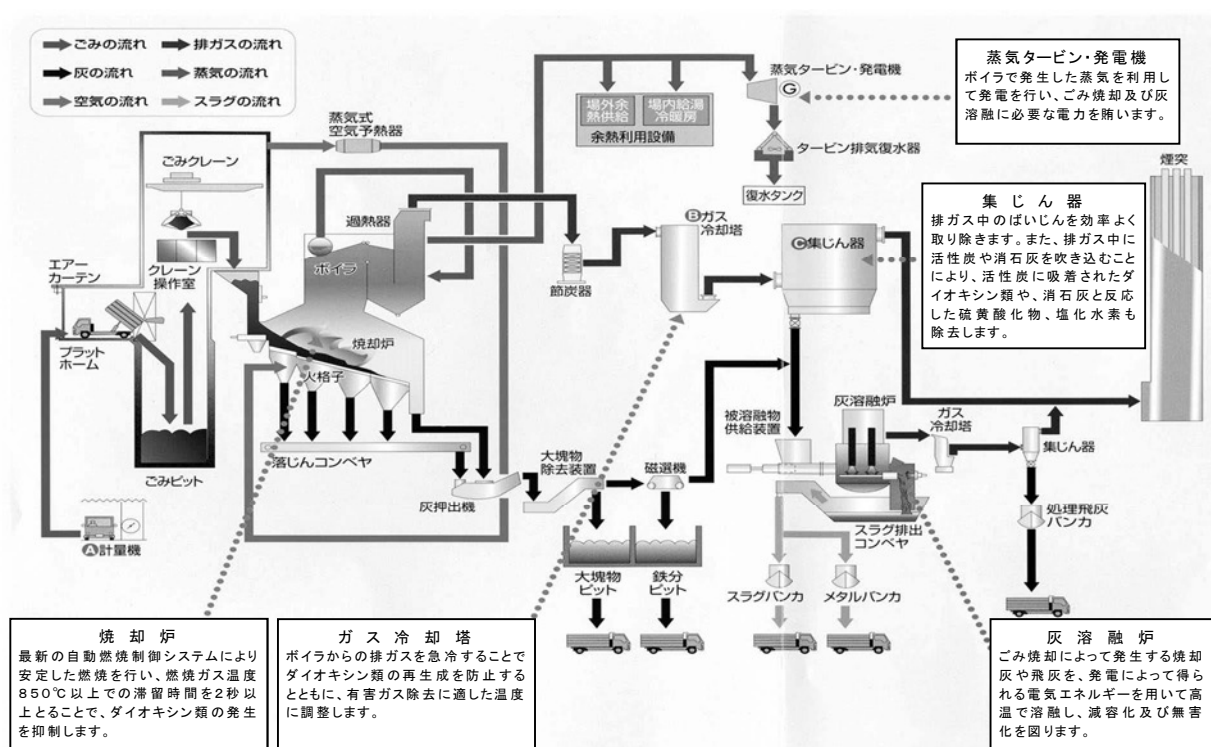 ごみの流れ
排ガスの流れ
灰の流れ
蒸気の流れ
空気の流れ
スラグの流れ
蒸気タービン・発電機
ボイラで発生した蒸気を利用し
て発電を行い、ごみ焼却及び灰
溶融に必要な電力を賄います。
蒸気タービン・発電機
G
場外余
熱供給
場内給湯
冷暖房
余熱利用設備
タービン排気復水器
復水タンク
蒸気式
空気予熱器
ごみクレーン
クレーン
操作室
エアー
カーテン
プラット
ホーム
ごみピット
A計量機
過熱器
ボイラ
焼却炉
火格子
落じんコンベヤ
灰押出機
節炭器
Bガス
冷却塔
C集じん器
煙突
集じん器
排ガス中のばいじんを効率よく
取り除きます。また、排ガス中に
活性炭や消石灰を吹き込むこと
により、活性炭に吸着されたダ
イオキシン類や、消石灰と反応
した硫黄酸化物、塩化水素も
除去します。
大塊物
除去装置
磁選機
大塊物
ピット
鉄分
ピット
被溶融物
供給装置
灰溶融炉
ガス
冷却塔
集じん器
スラグ排出
コンベヤ
処理飛灰
バンカ
スラグバンカ
メタルバンカ
焼却炉
最新の自動燃焼制御システムにより
安定した燃焼を行い、燃焼ガス温度
850℃以上での滞留時間を2秒以
上とることで、ダイオキシン類の発生
を抑制します。
ガス冷却塔
ボイラからの排ガスを急冷することで
ダイオキシン類の再生成を防止する
とともに、有害ガス除去に適した温度
に調整します。
灰溶融炉
ごみ焼却によって発生する焼却
灰や飛灰を、発電によって得ら
れる電気エネルギーを用いて高
温で溶融し、減容化及び無害
化を図ります。